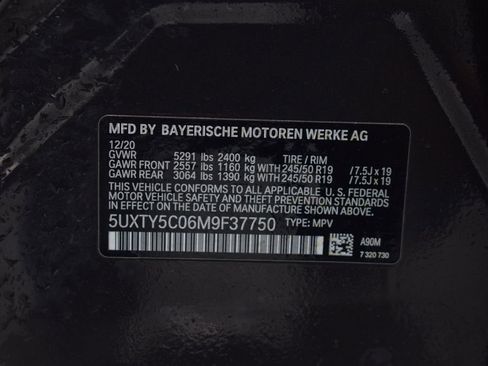 MFD BY BAYERISCHE MOTOREN WERKE AG
12/20
GVWR 5291 lbs 2400 kg TIRE / RIM
GAWR FRONT 2557 lbs 1160 kg WITH 245/50 R19 /7.5J x 19
GAWR REAR 3064 lbs 1390 kg WITH 245/50 R19 /7.5J x 19
THIS VEHICLE CONFORMS TO ALL APPLICABLE U. S. FEDERAL
MOTOR VEHICLE SAFETY, BUMPER, AND THEFT PREVENTION STANDARDS
IN EFFECT ON THE DATE OF MANUFACTURE SHOWN ABOVE.
5UXTY5C06M9F37750 TYPE: MPV
A90M
7 320 730